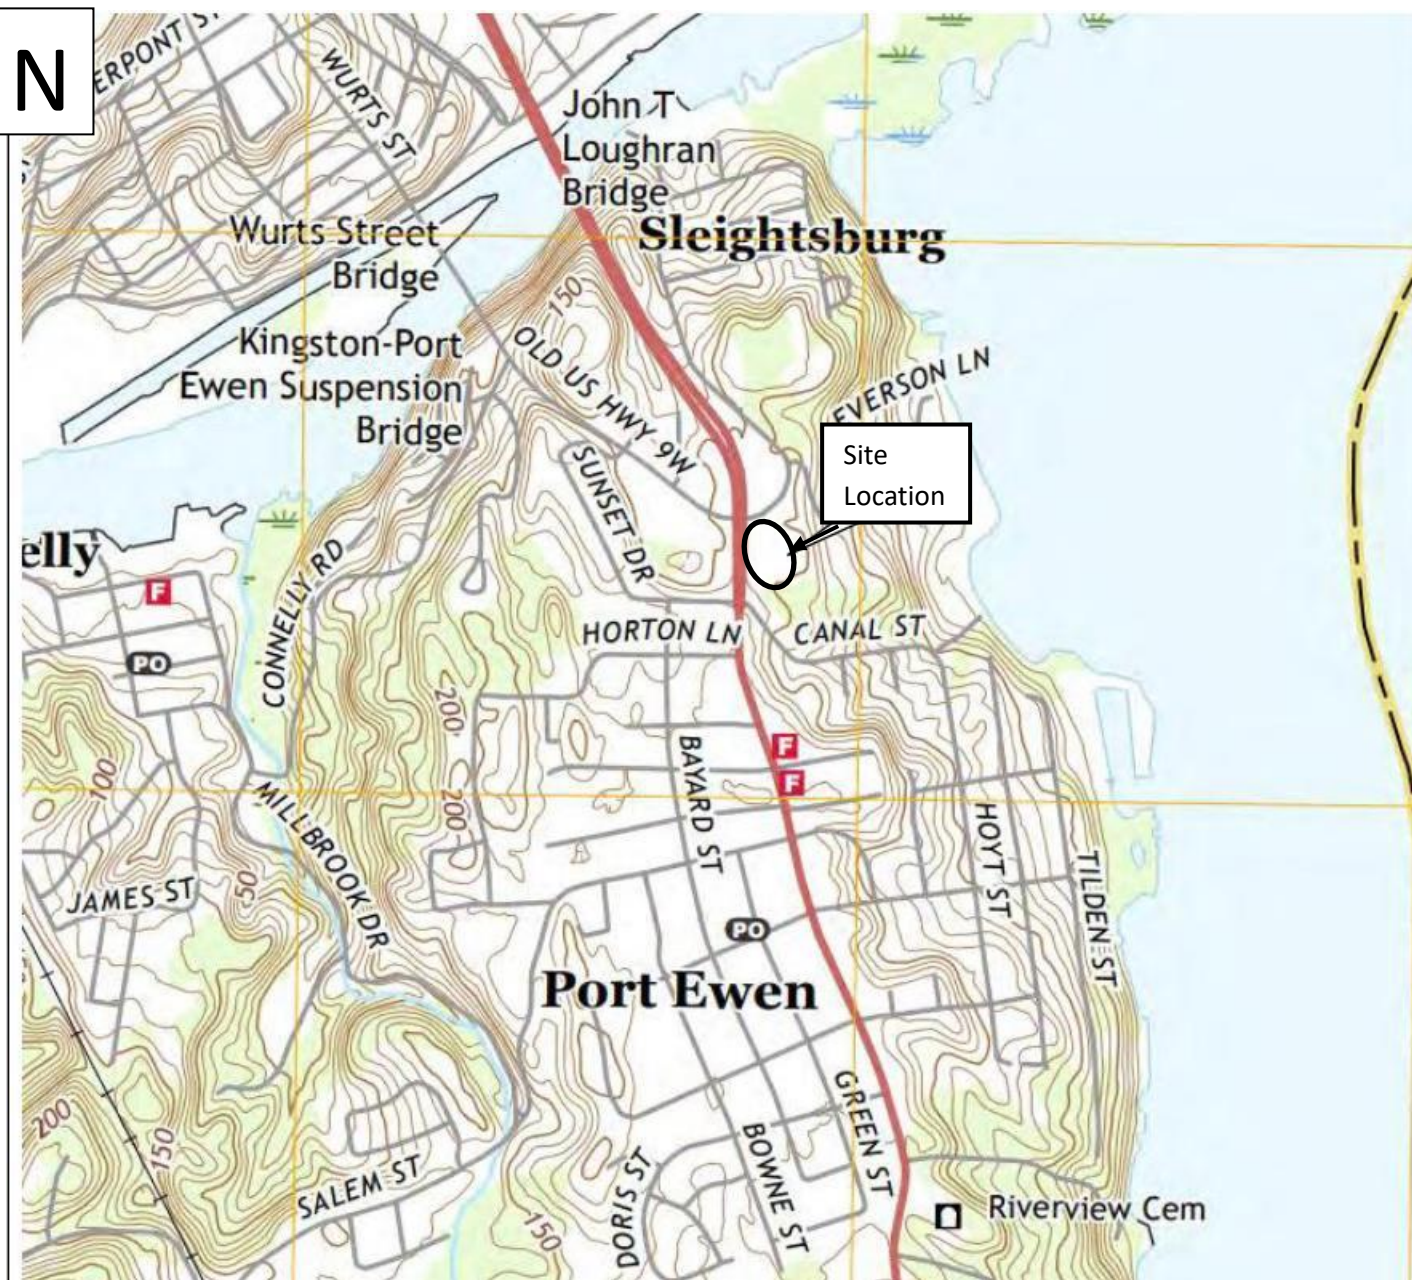 N
ERPONT ST
WURTS ST
John T
Loughran
Bridge
Sleightsburg
Wurts Street
Bridge
150
Kingston-Port
Ewen Suspension
Bridge
OLD US HWY 9W
EVERSON LN
Site
Location
SUNSET DR
elly
F
CONNELLY RD
HORTON LN
CANAL ST
PO
200
F
F
BAYARD ST
100
200
MILLBROOK DR
HOYT ST
TILDEN ST
JAMES ST
50
PO
Port Ewen
GREEN ST
200
150
SALEM ST
BOWNE ST
DORIS ST
150
Riverview Cem